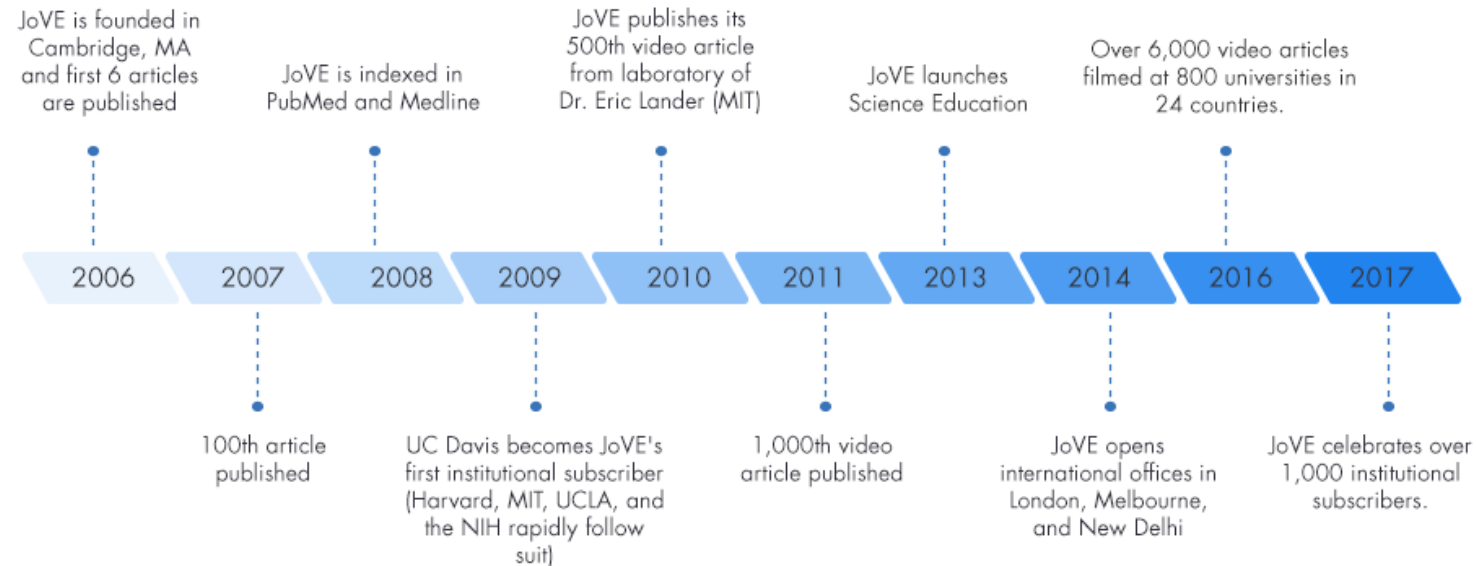 JoVE is founded in
Cambridge, MA
and first 6 articles
are published
JoVE is indexed in
PubMed and Medline
JoVE publishes its
500th video article
from laboratory of
Dr. Eric Lander (MIT)
JoVE launches
Science Education
Over 6,000 video articles
filmed at 800 universities in
24 countries.
2006
2007
2008
2009
2010
2011
2013
2014
2016
2017
100th article
published
UC Davis becomes JoVE's
first institutional subscriber
(Harvard, MIT, UCLA, and
the NIH rapidly follow
suit)
1,000th video
article published
JoVE opens
international offices in
London, Melbourne,
and New Delhi
JoVE celebrates over
1,000 institutional
subscribers.